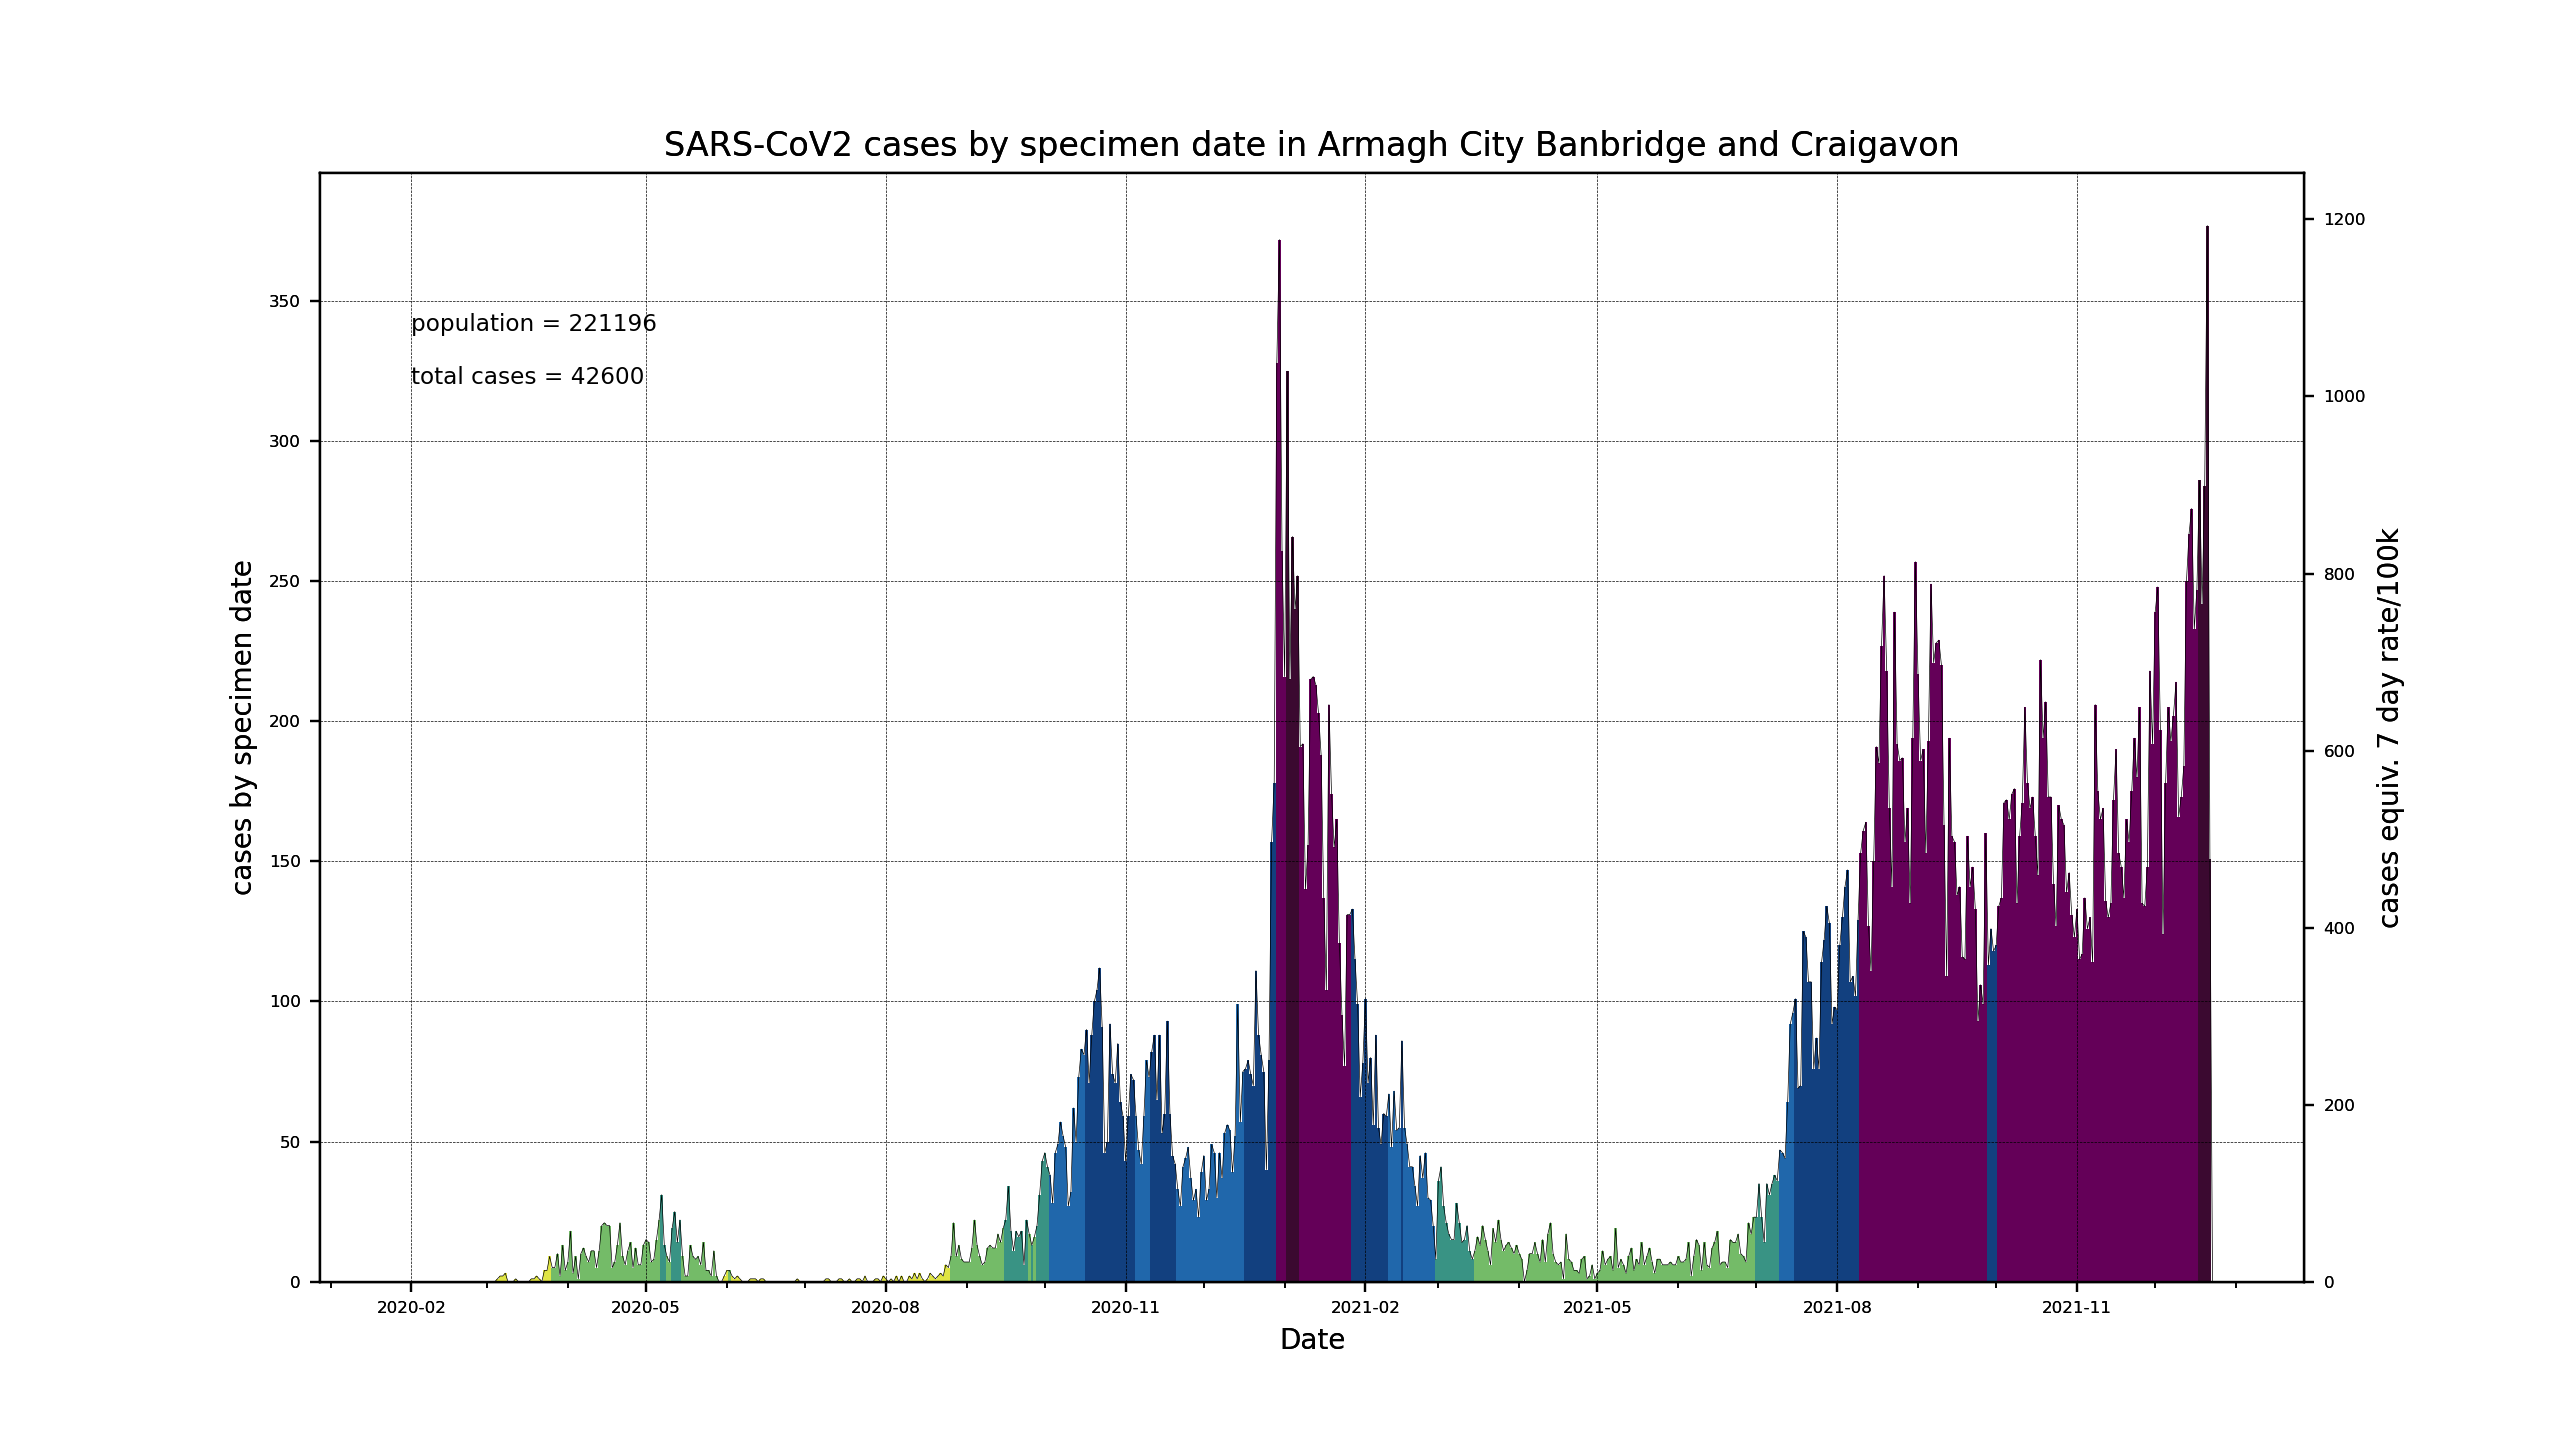 SARS-CoV2 cases by specimen date in Armagh City Banbridge and Craigavon
population = 221196
total cases = 42600
cases by specimen date
350
300
250
200
150
100
50
0
1200
1000
800
600
400
200
0
cases equiv. 7 day rate/100k
2020-02 2020-05 2020-08 2020-11 2021-02 2021-05 2021-08 2021-11
Date